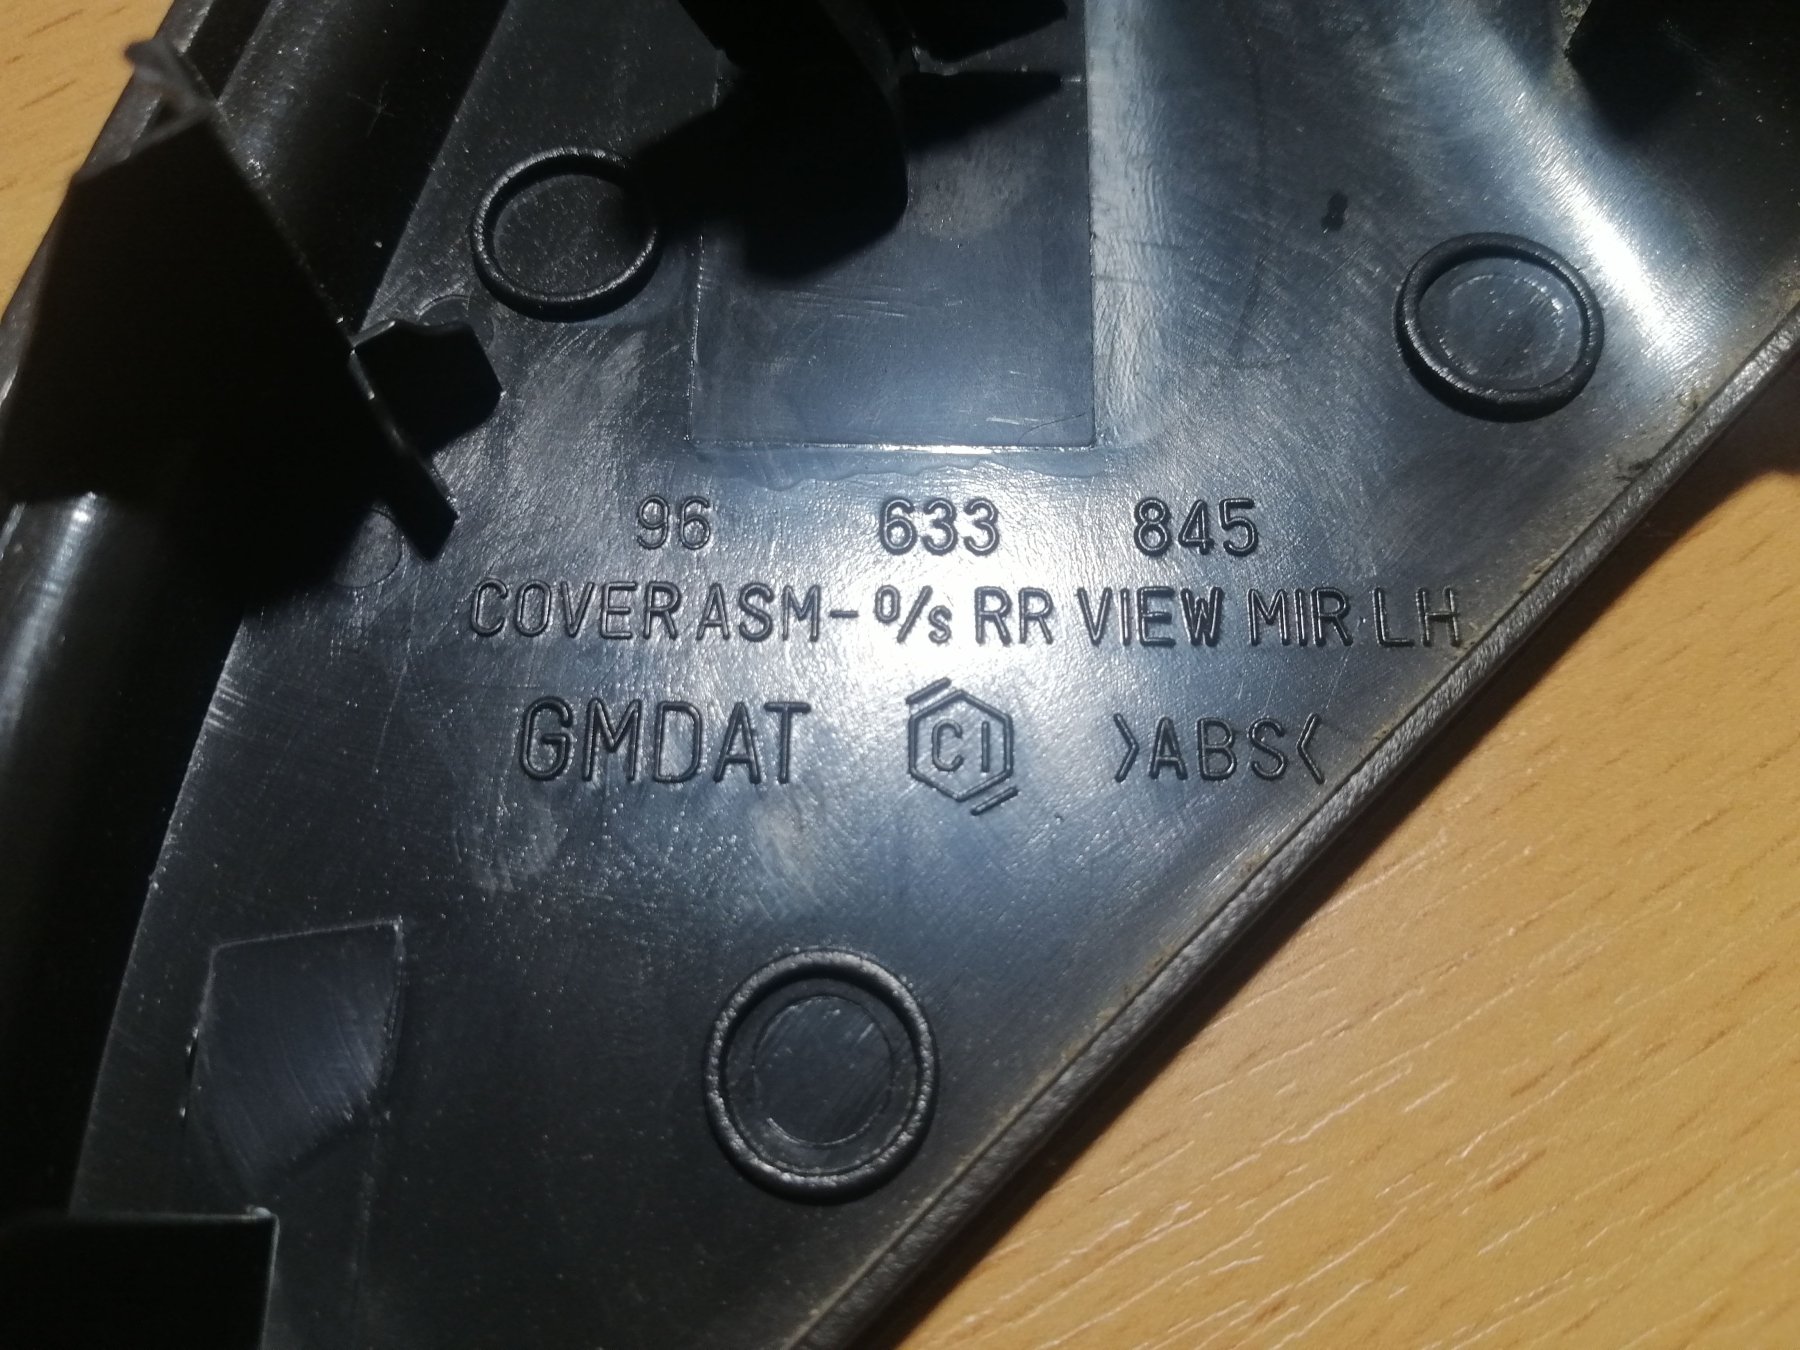 96 633 845
COVER ASM-O/S RR VIEW MIR LH
GMDAT CI >ABS<